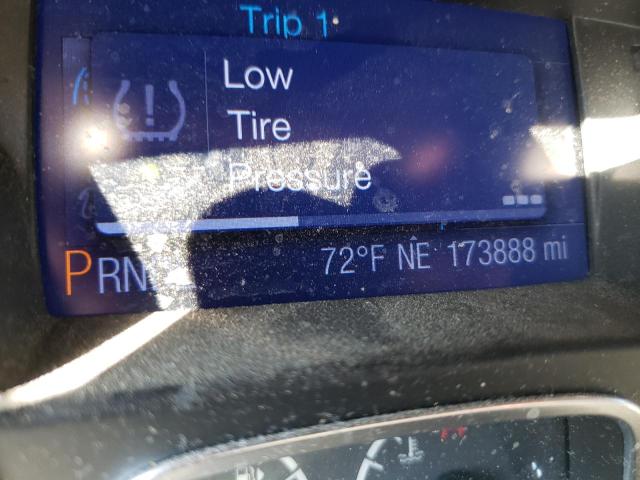 Trip 1
Low
Tire
Pressure
PRN
72°F NE 173888 mi